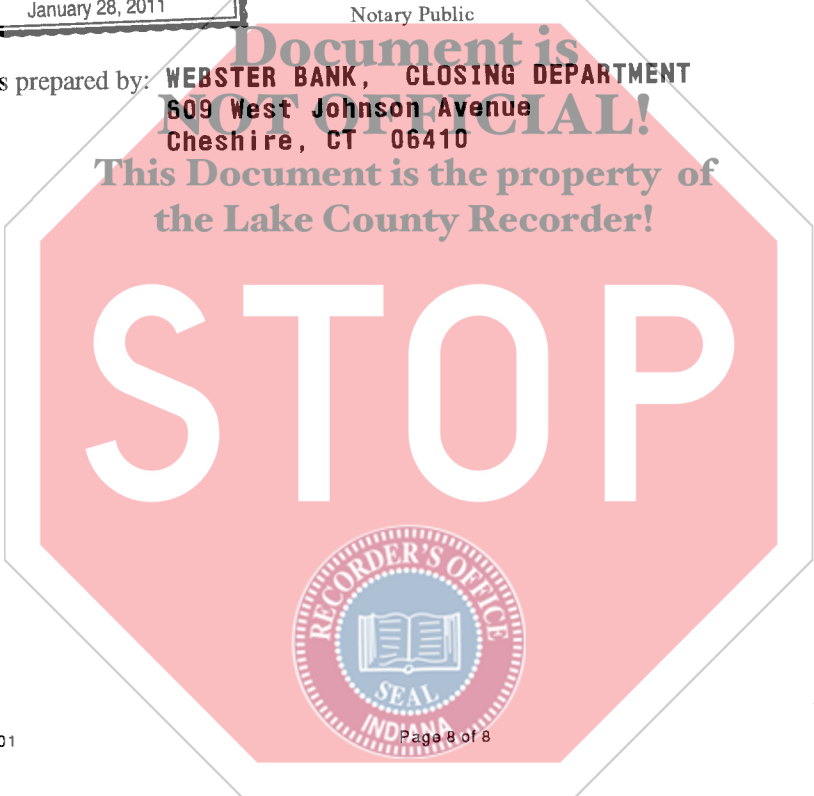 January 28, 2011
Notary Public
Document is
s prepared by: WEBSTER BANK, CLOSING DEPARTMENT
NOT OFFICIAL!
609 West Johnson Avenue
Cheshire, CT 06410
This Document is the property of
the Lake County Recorder!
STOP
RECORDER'S OFFICE
SEAL
INDIANA
01
Page 8 of 8